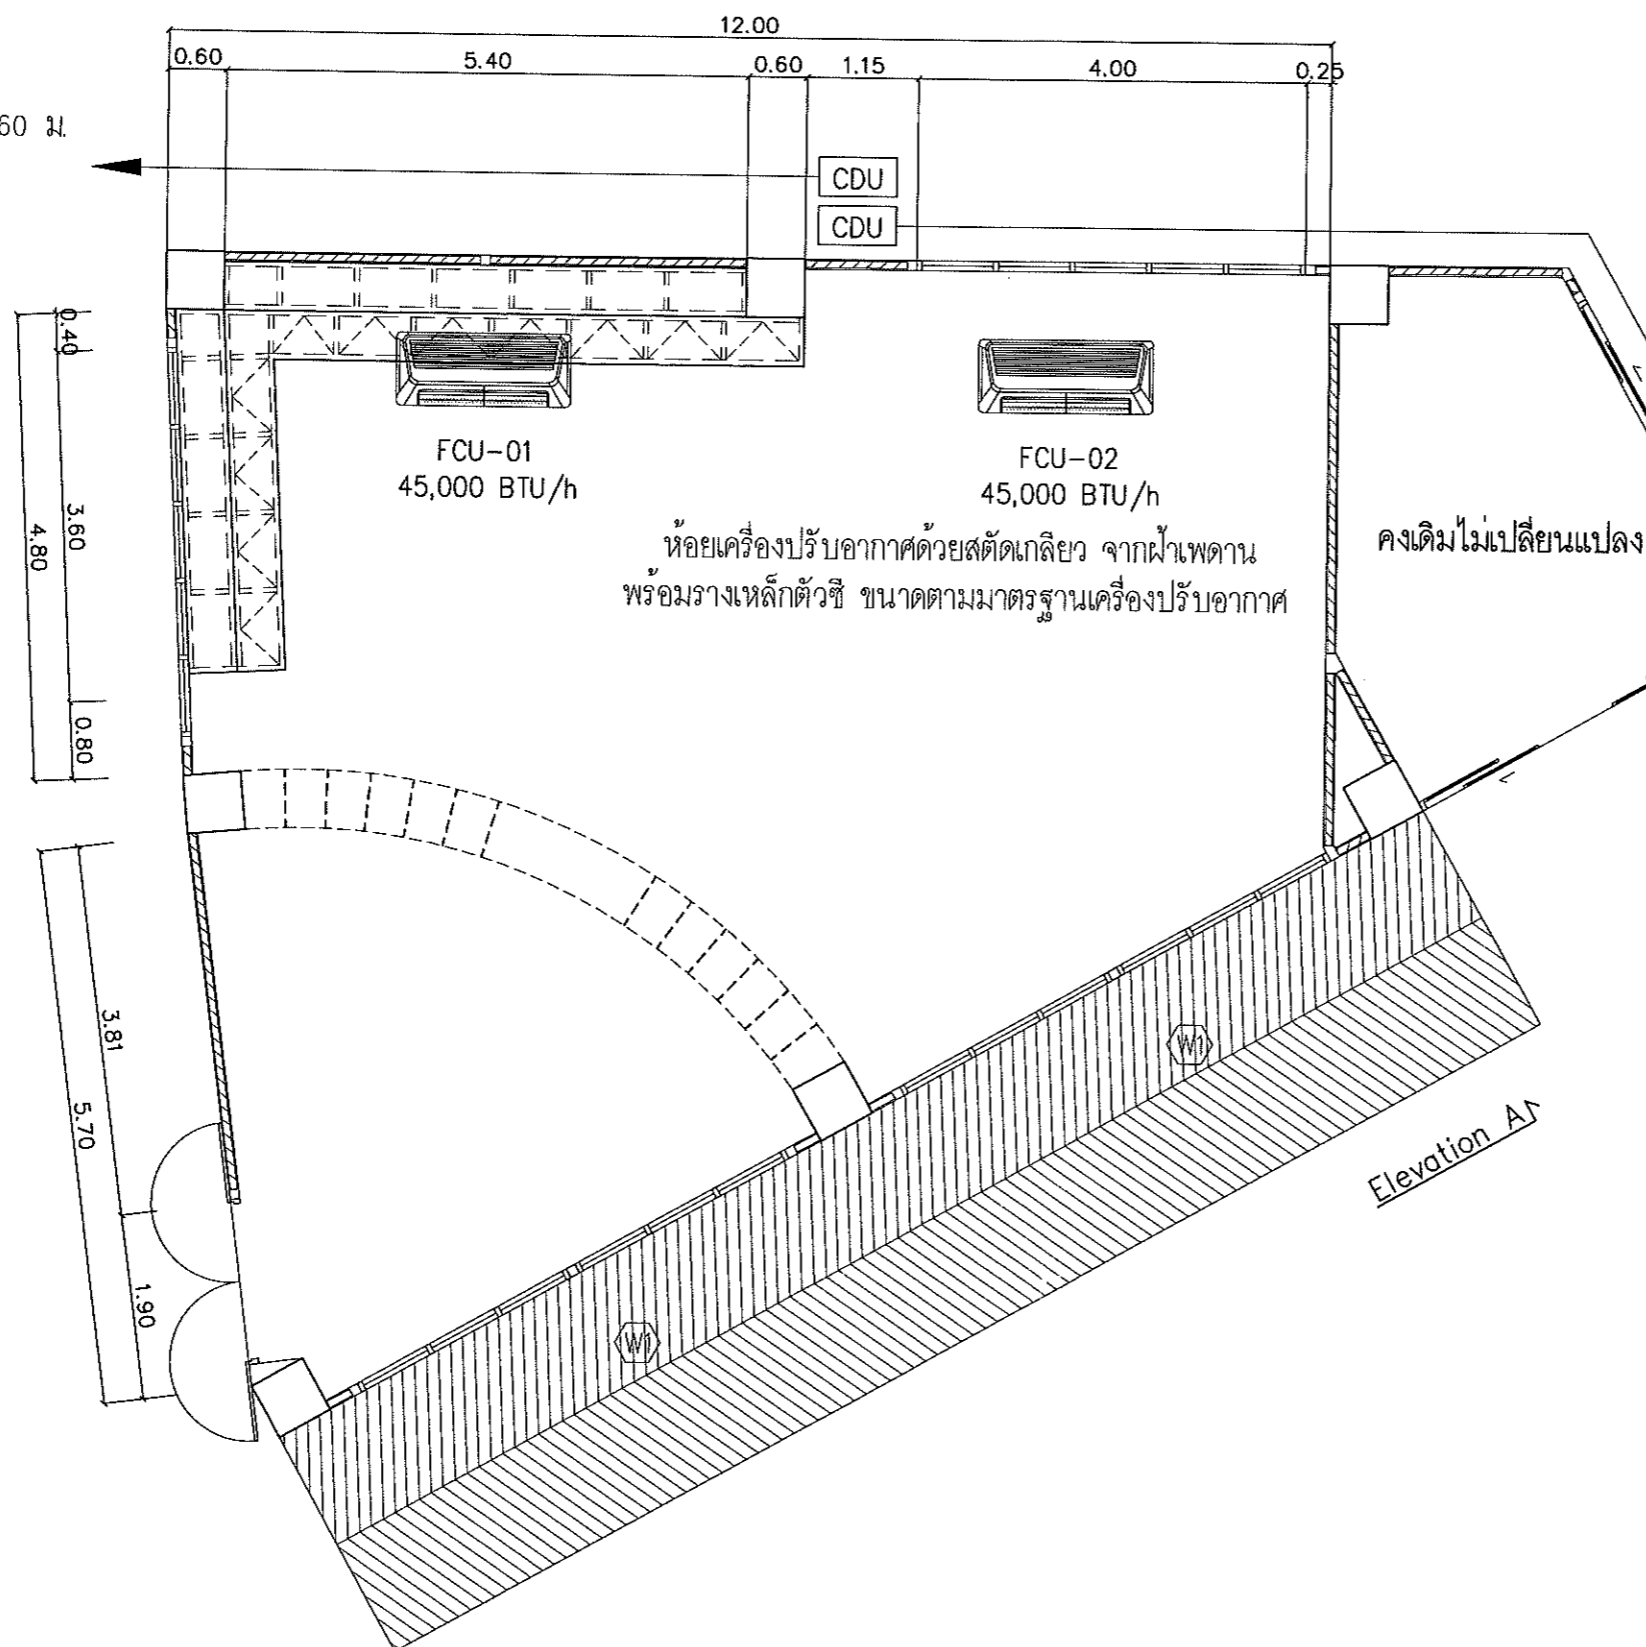 12.00
0.60 5.40 0.60 1.15 4.00 0.25
60 ม.
CDU
CDU
0.40
3.60
4.80
0.80
FCU-01
45,000 BTU/h
FCU-02
45,000 BTU/h
ห้อยเครื่องปรับอากาศด้วยสตัดเกลียว จากฝ้าเพดาน
พร้อมรางเหล็กตัวซี ขนาดตามมาตรฐานเครื่องปรับอากาศ
คงเดิมไม่เปลี่ยนแปลง
3.81
5.70
1.90
W1
W1
Elevation A